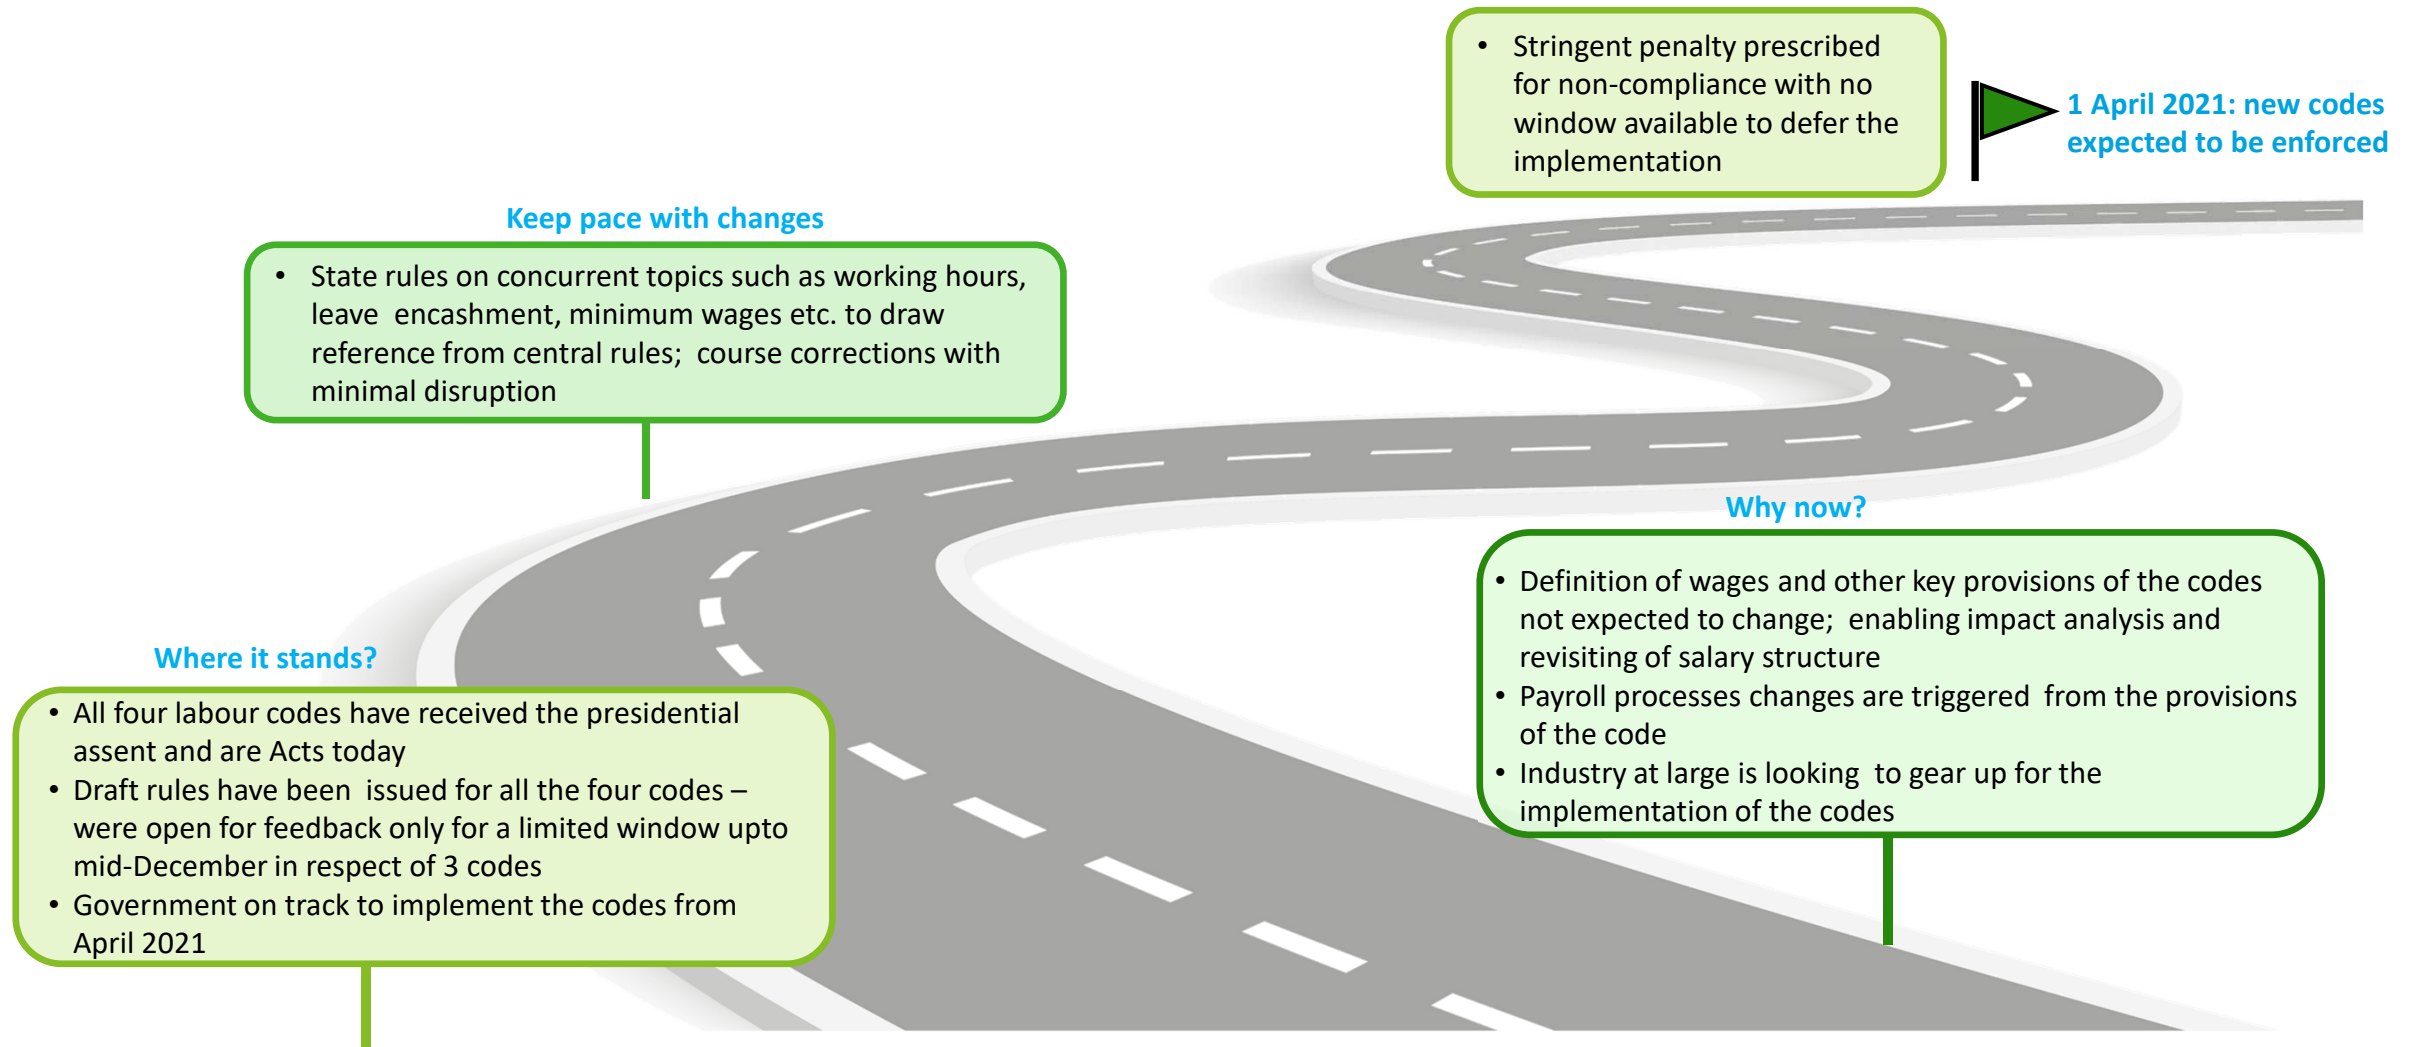 • Stringent penalty prescribed
for non-compliance with no
window available to defer the
implementation
1 April 2021: new codes
expected to be enforced
Keep pace with changes
• State rules on concurrent topics such as working hours,
leave encashment, minimum wages etc. to draw
reference from central rules; course corrections with
minimal disruption
Why now?
• Definition of wages and other key provisions of the codes
not expected to change; enabling impact analysis and
revisiting of salary structure
• Payroll processes changes are triggered from the provisions
of the code
• Industry at large is looking to gear up for the
implementation of the codes
Where it stands?
• All four labour codes have received the presidential
assent and are Acts today
• Draft rules have been issued for all the four codes –
were open for feedback only for a limited window upto
mid-December in respect of 3 codes
• Government on track to implement the codes from
April 2021